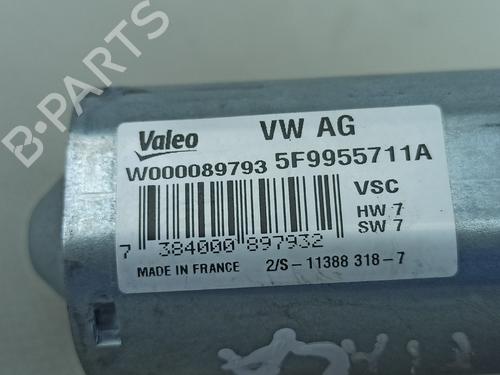 B-PARTS
Valeo VW AG
W000089793 5F9955711A
VSC
HW 7
SW 7
7 384000 897932
MADE IN FRANCE 2/S-11388 318-7